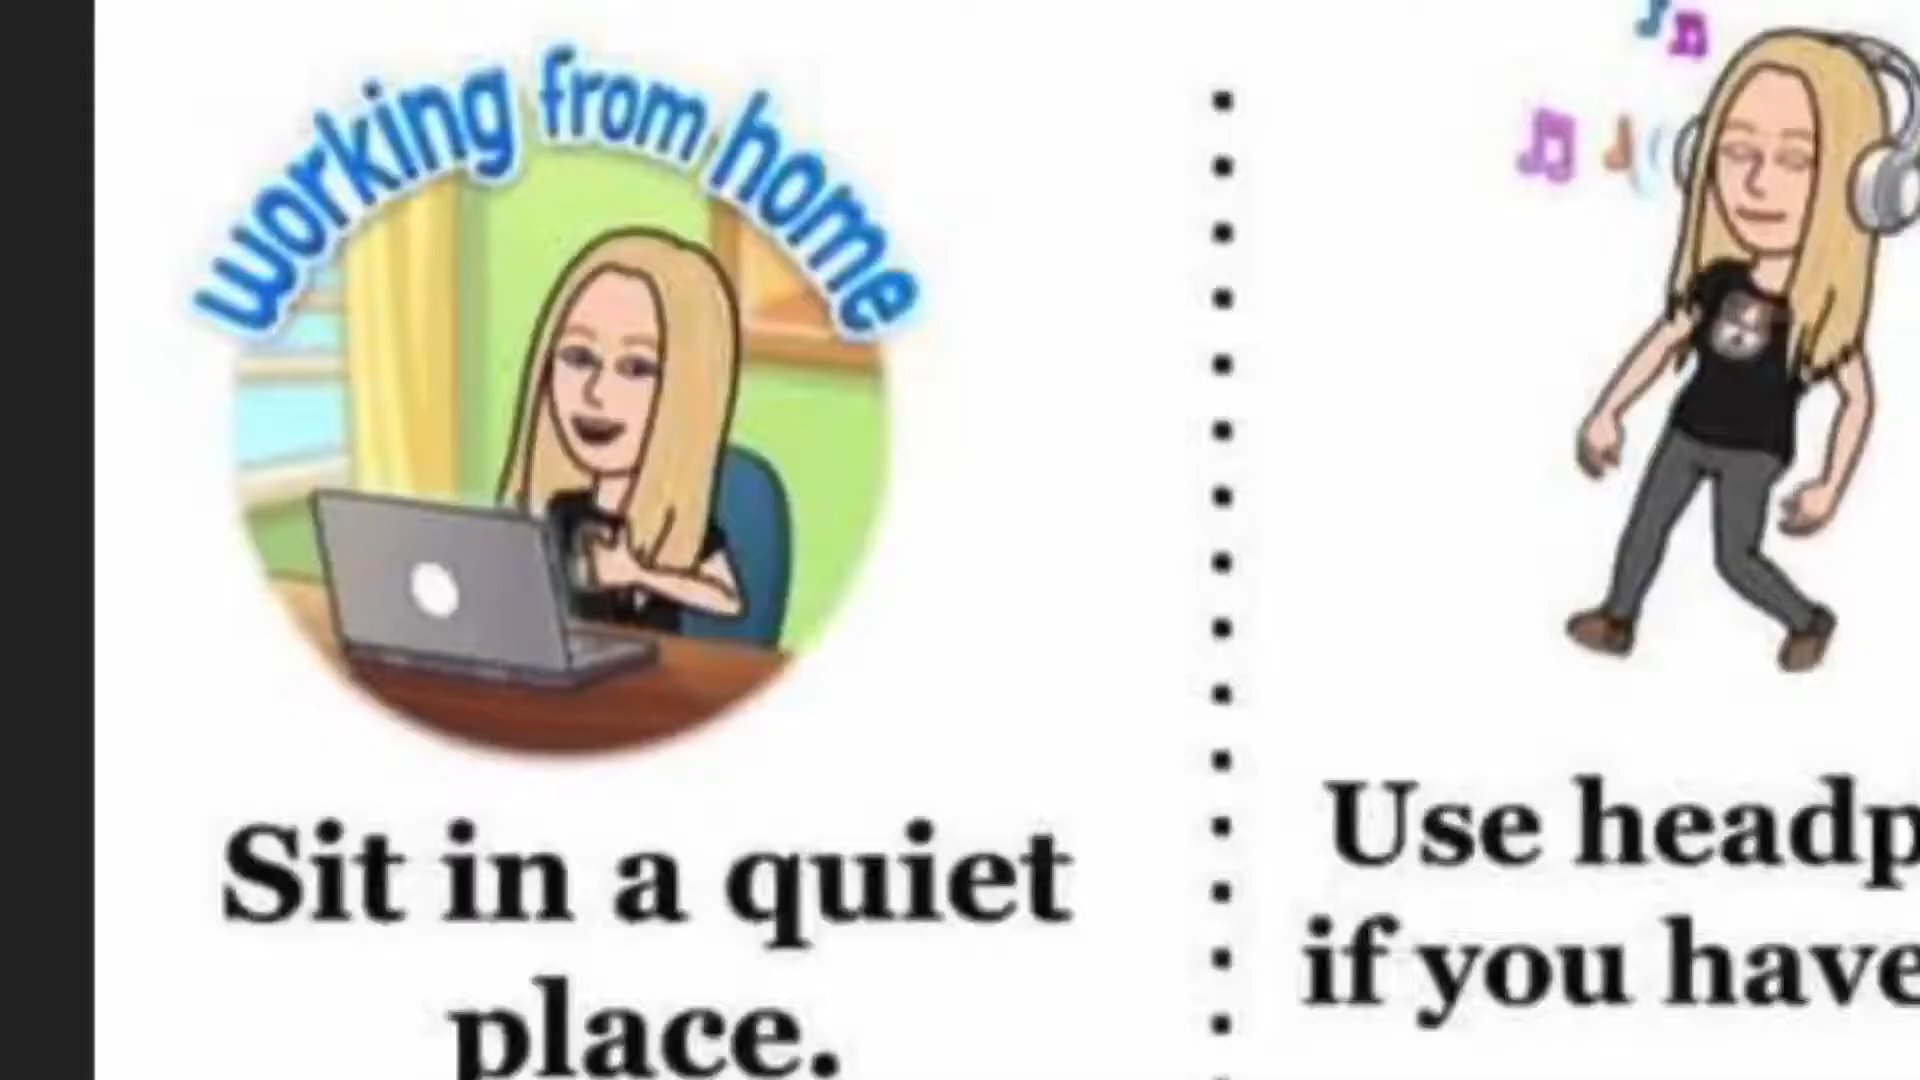 working from home
Sit in a quiet
place.
Use headp
if you have